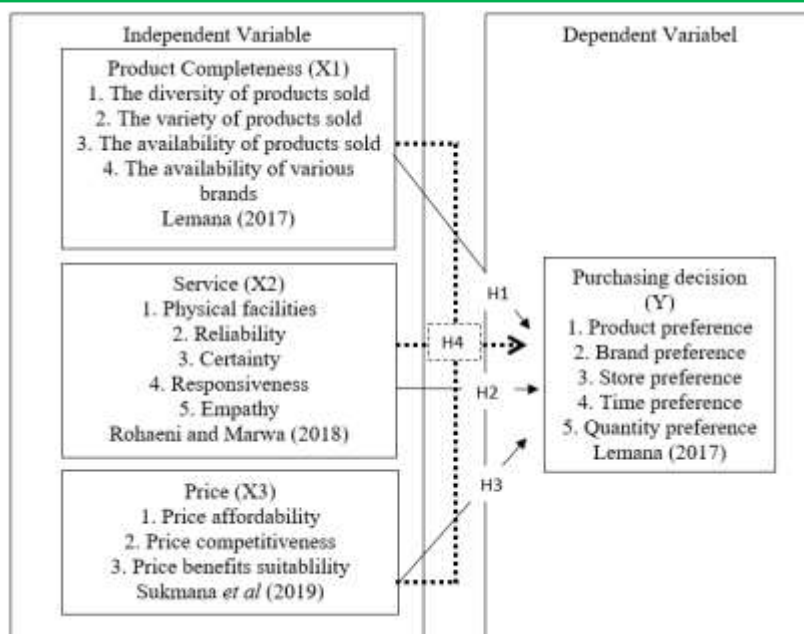 Independent Variable
Product Completeness (X1)
1. The diversity of products sold
2. The variety of products sold
3. The availability of products sold
4. The availability of various
brands
Lemana (2017)
Service (X2)
1. Physical facilities
2. Reliability
3. Certainty
4. Responsiveness
5. Empathy
Rohaeni and Marwa (2018)
Price (X3)
1. Price affordability
2. Price competitiveness
3. Price benefits suitablility
Sukmana et al (2019)
H1
H4
H2
H3
Dependent Variabel
Purchasing decision
(Y)
1. Product preference
2. Brand preference
3. Store preference
4. Time preference
5. Quantity preference
Lemana (2017)